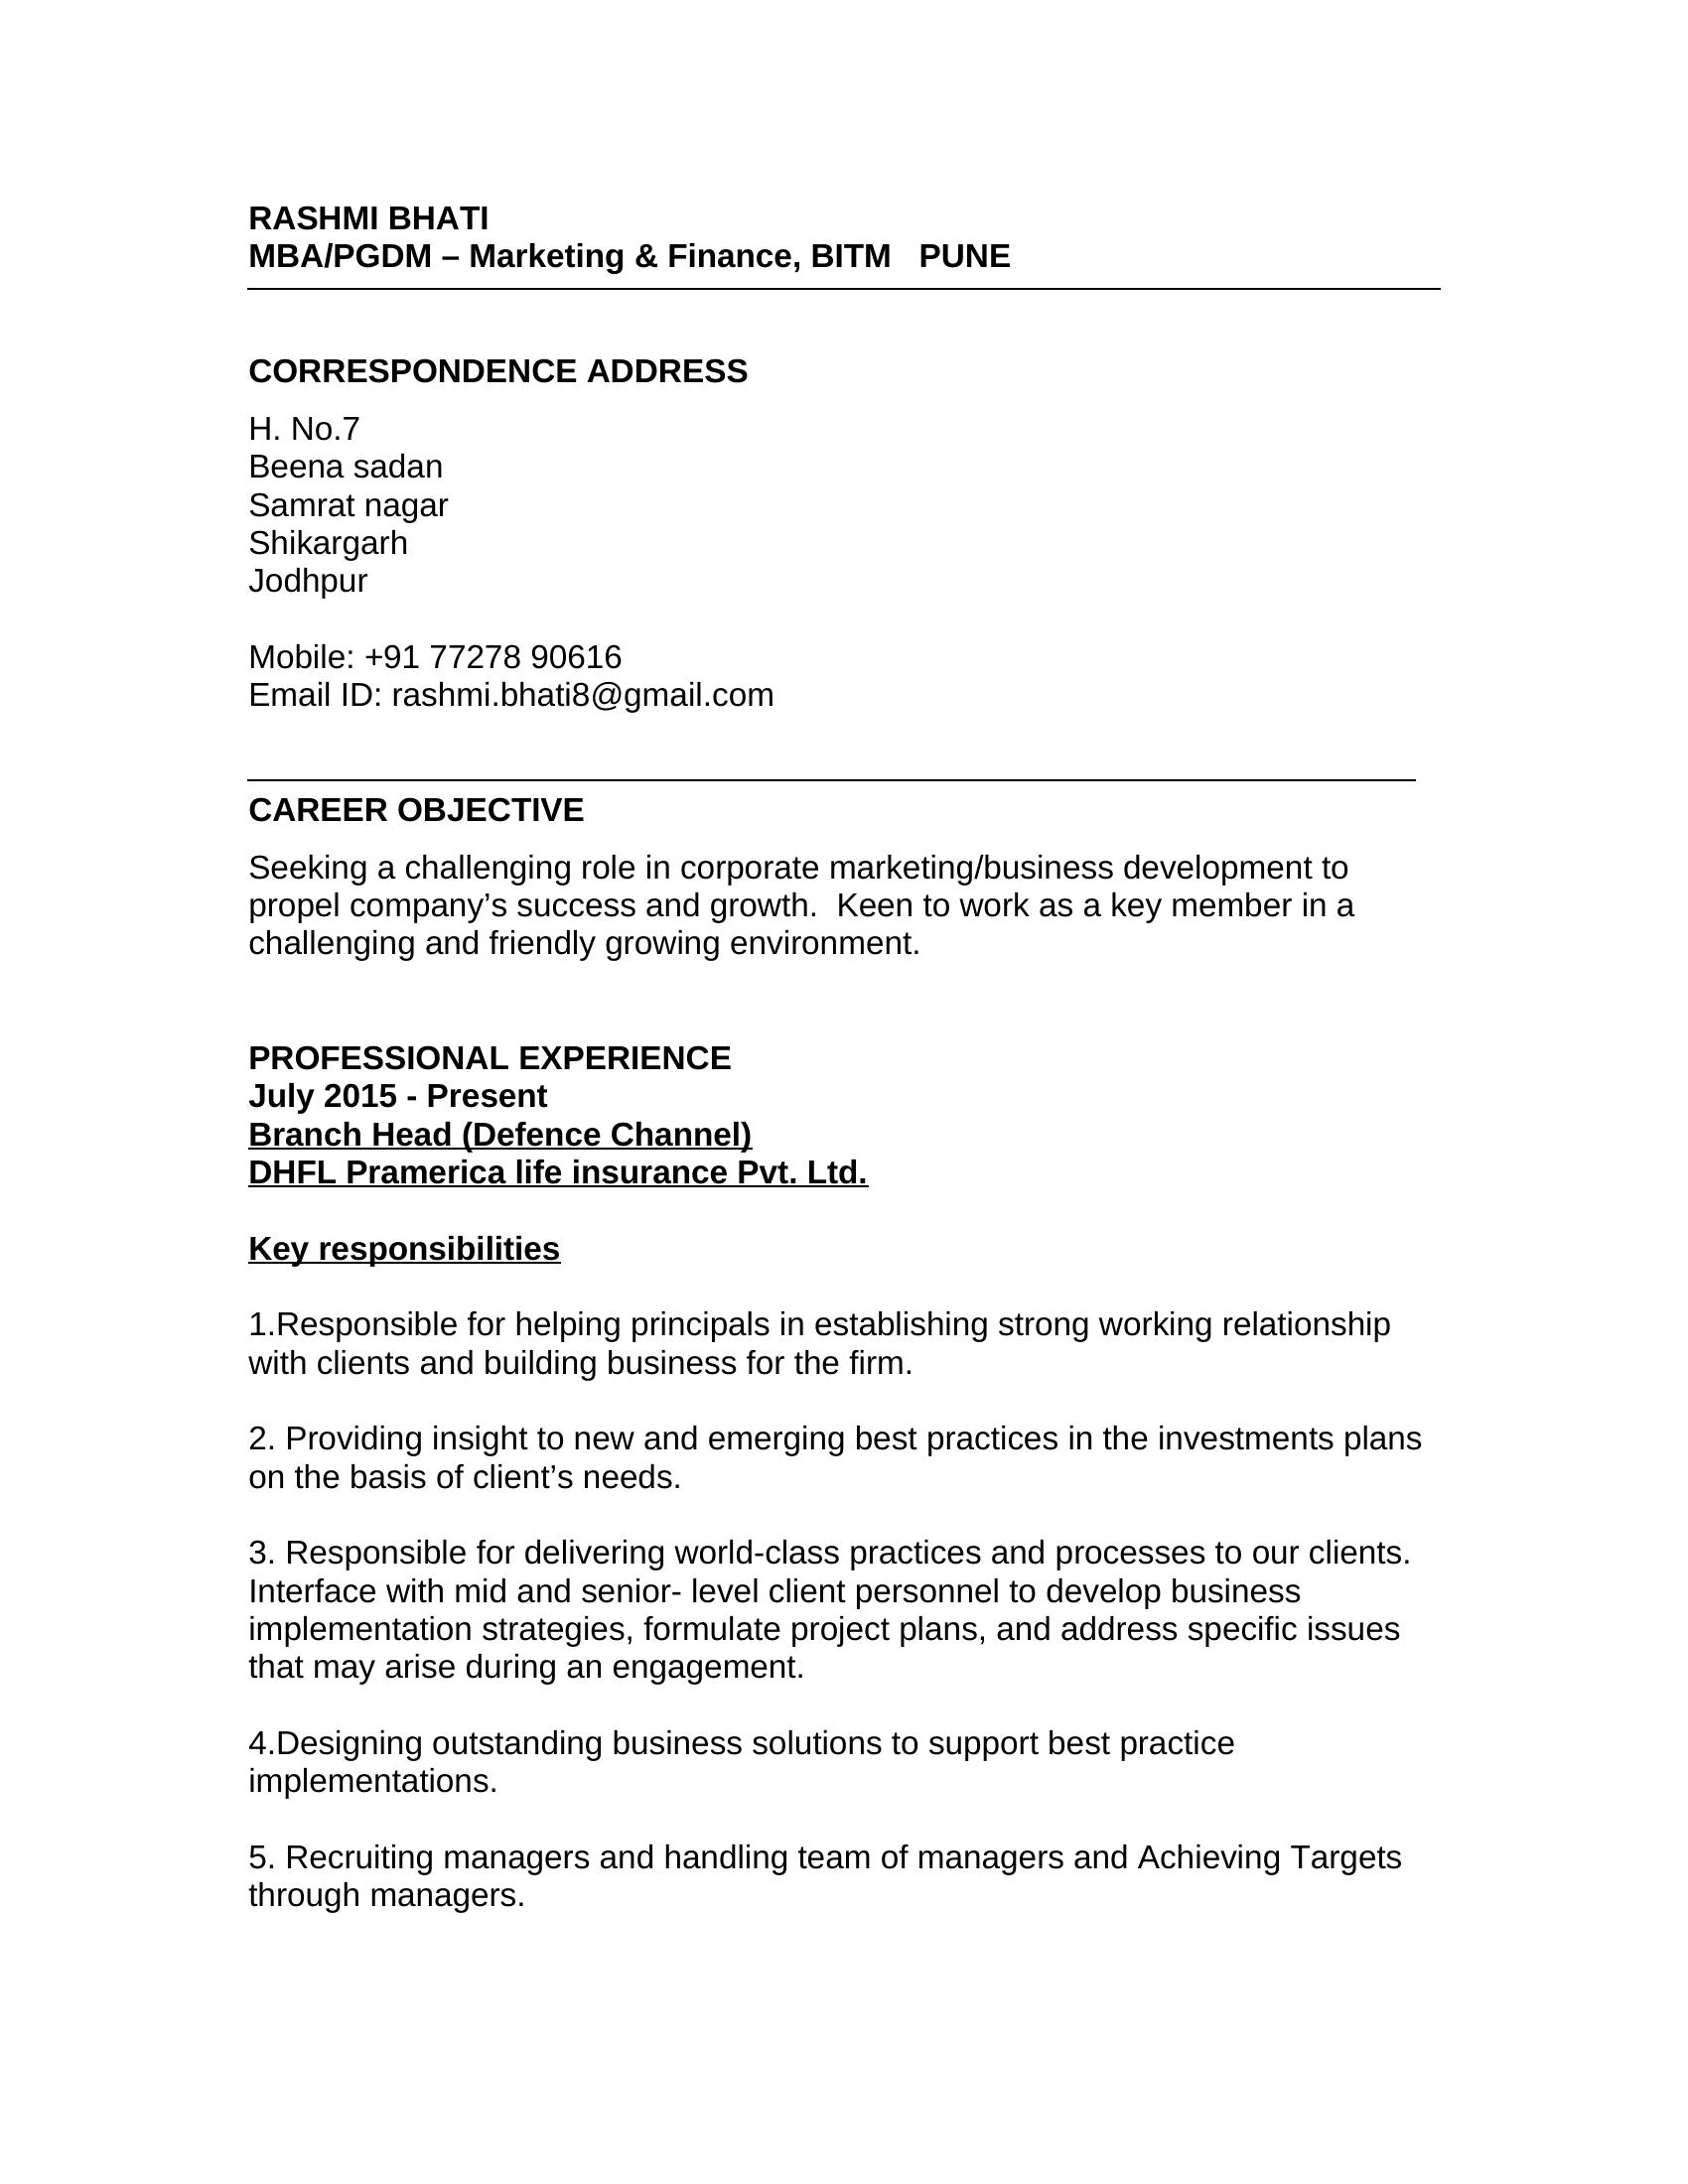 RASHMI BHATI
MBA/PGDM – Marketing & Finance, BITM   PUNE
CORRESPONDENCE ADDRESS
H. No.7
Beena sadan
Samrat nagar
Shikargarh
Jodhpur
Mobile: +91 77278 90616
Email ID: rashmi.bhati8@gmail.com
CAREER OBJECTIVE
Seeking a challenging role in corporate marketing/business development to
propel company’s success and growth.  Keen to work as a key member in a
challenging and friendly growing environment.
PROFESSIONAL EXPERIENCE
July 2015 - Present
Branch Head (Defence Channel)
DHFL Pramerica life insurance Pvt. Ltd.
Key responsibilities
1.Responsible for helping principals in establishing strong working relationship
with clients and building business for the firm.
2. Providing insight to new and emerging best practices in the investments plans
on the basis of client’s needs.
3. Responsible for delivering world-class practices and processes to our clients.
Interface with mid and senior- level client personnel to develop business
implementation strategies, formulate project plans, and address specific issues
that may arise during an engagement.
4.Designing outstanding business solutions to support best practice
implementations.
5. Recruiting managers and handling team of managers and Achieving Targets
through managers.